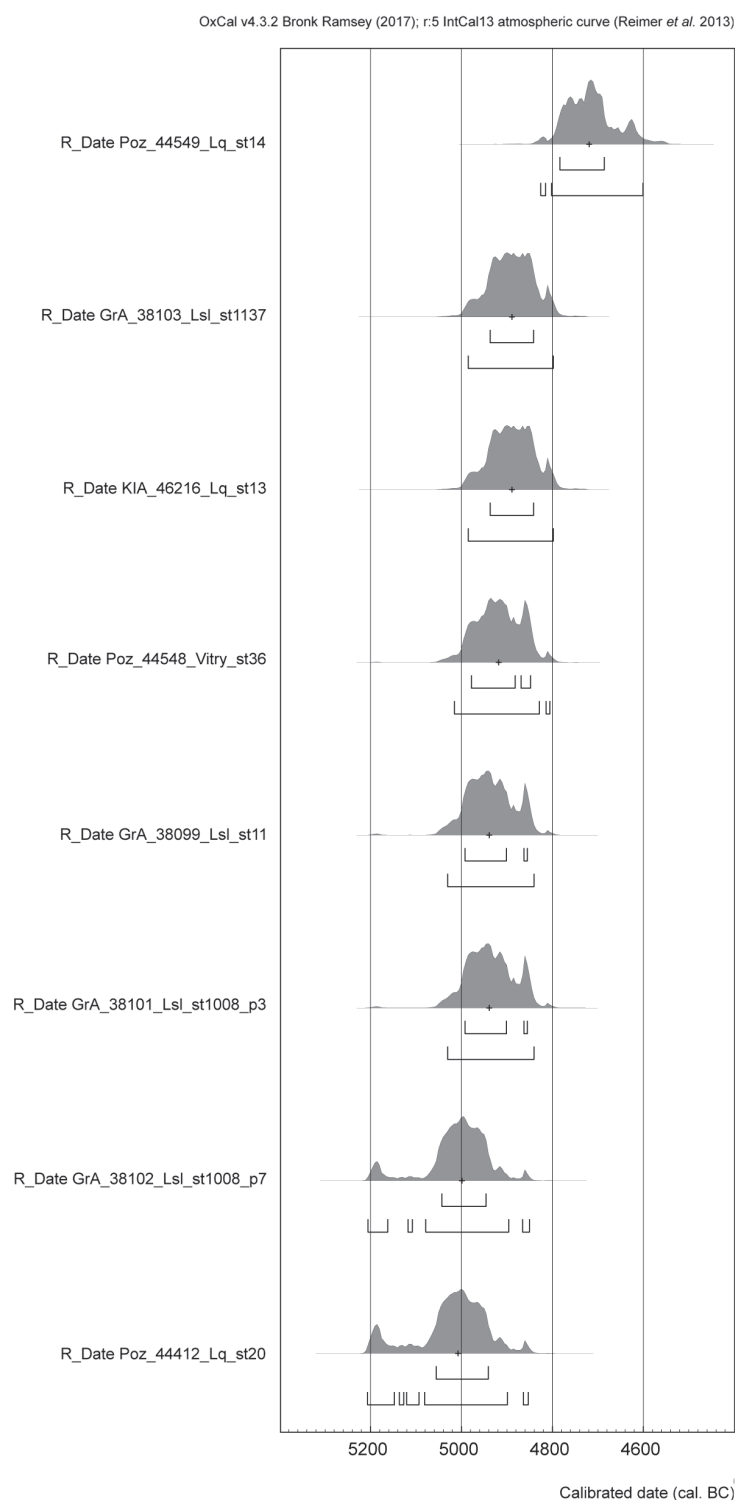 OxCal v4.3.2 Bronk Ramsey (2017); r:5 IntCal13 atmospheric curve (Reimer et al. 2013)
R_Date Poz_44549_Lq_st14
R_Date GrA_38103_Lsl_st1137
R_Date KIA_46216_Lq_st13
R_Date Poz_44548_Vitry_st36
R_Date GrA_38099_Lsl_st11
R_Date GrA_38101_Lsl_st1008_p3
R_Date GrA_38102_Lsl_st1008_p7
R_Date Poz_44412_Lq_st20
5200 5000 4800 4600
Calibrated date (cal. BC)